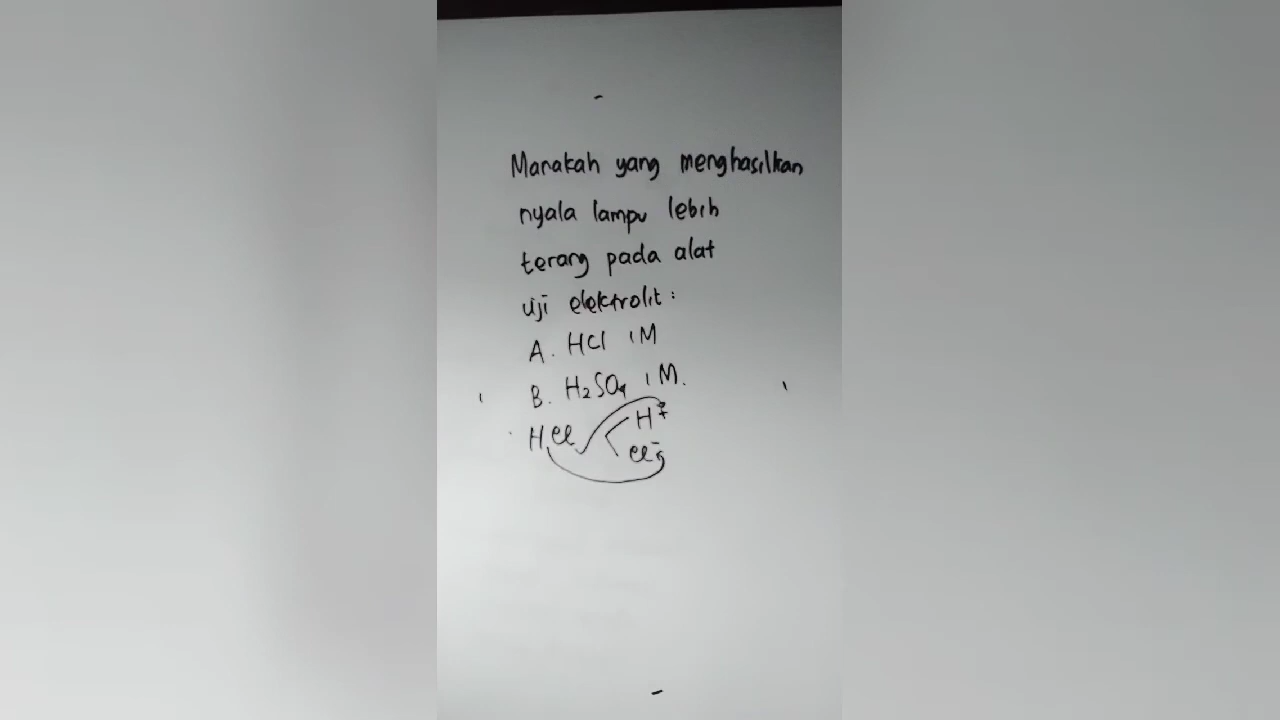 Manakah yang menghasilkan
nyala lampu lebih
terang pada alat
uji elektrolit:
A. HCl 1M
B. H₂SO₄ 1M.
HCl H⁺
Cl⁻